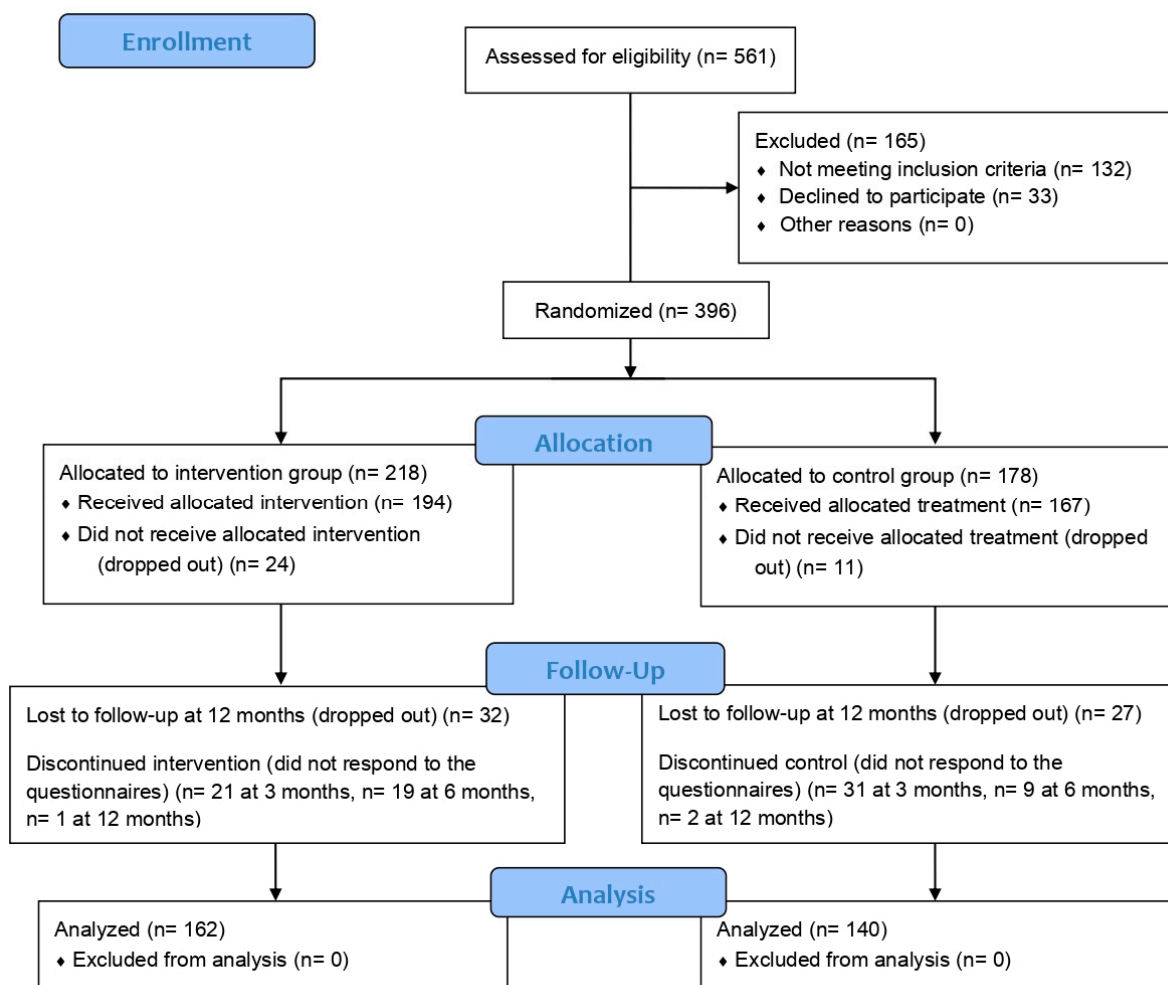 Enrollment
Assessed for eligibility (n= 561)
Excluded (n= 165)
♦ Not meeting inclusion criteria (n= 132)
♦ Declined to participate (n= 33)
♦ Other reasons (n= 0)
Randomized (n= 396)
Allocation
Allocated to intervention group (n= 218)
♦ Received allocated intervention (n= 194)
♦ Did not receive allocated intervention
(dropped out) (n= 24)
Allocated to control group (n= 178)
♦ Received allocated treatment (n= 167)
♦ Did not receive allocated treatment (dropped
out) (n= 11)
Follow-Up
Lost to follow-up at 12 months (dropped out) (n= 32)
Discontinued intervention (did not respond to the
questionnaires) (n= 21 at 3 months, n= 19 at 6 months,
n= 1 at 12 months)
Lost to follow-up at 12 months (dropped out) (n= 27)
Discontinued control (did not respond to the
questionnaires) (n= 31 at 3 months, n= 9 at 6 months,
n= 2 at 12 months)
Analysis
Analyzed (n= 162)
♦ Excluded from analysis (n= 0)
Analyzed (n= 140)
♦ Excluded from analysis (n= 0)